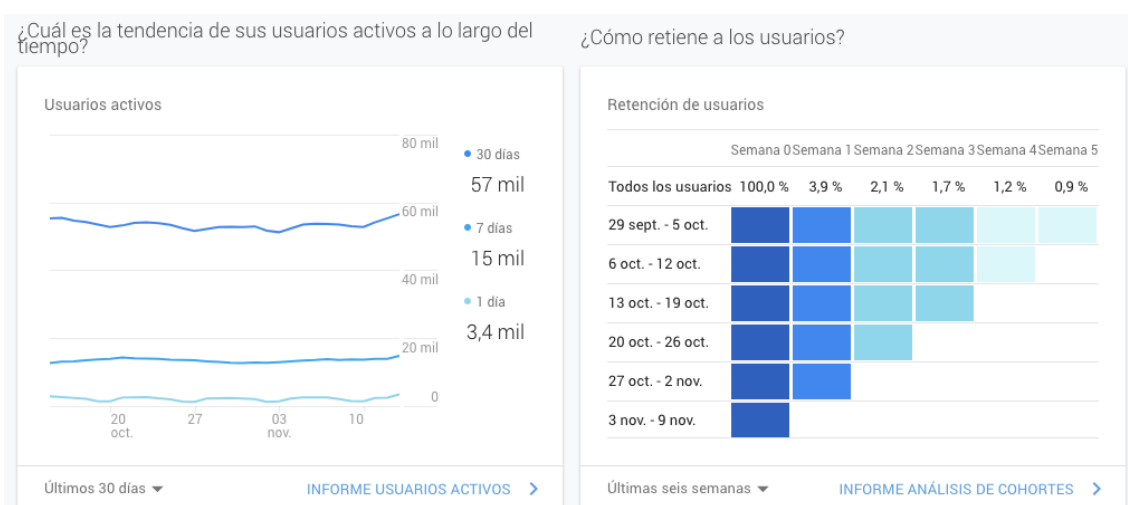 ¿Cuál es la tendencia de sus usuarios activos a lo largo del
tiempo?
Usuarios activos
80 mil
60 mil
40 mil
20 mil
0
20
oct.
27
03
nov.
10
30 días
57 mil
7 días
15 mil
1 día
3,4 mil
Últimos 30 días
INFORME USUARIOS ACTIVOS
¿Cómo retiene a los usuarios?
Retención de usuarios
Semana 0 Semana 1 Semana 2 Semana 3 Semana 4 Semana 5
Todos los usuarios 100,0 % 3,9 % 2,1 % 1,7 % 1,2 % 0,9 %
29 sept. - 5 oct.
6 oct. - 12 oct.
13 oct. - 19 oct.
20 oct. - 26 oct.
27 oct. - 2 nov.
3 nov. - 9 nov.
Últimas seis semanas
INFORME ANÁLISIS DE COHORTES